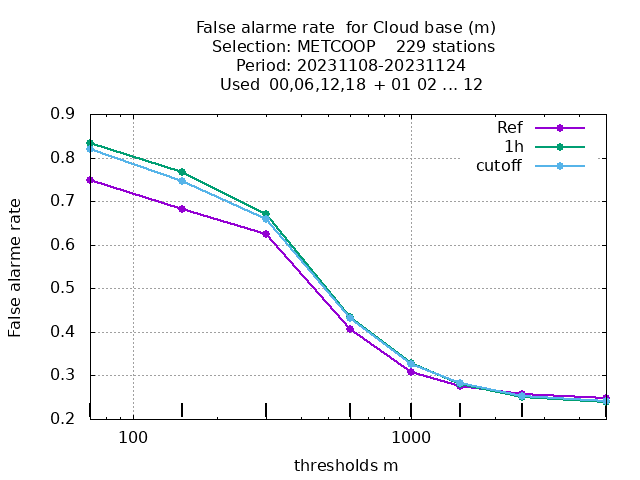 False alarme rate  for Cloud base (m)
Selection: METCOOP    229 stations
Period: 20231108-20231124
Used  00,06,12,18  + 01 02 ... 12
Ref
1h
cutoff
False alarme rate
0.9
0.8
0.7
0.6
0.5
0.4
0.3
0.2
100
1000
thresholds m